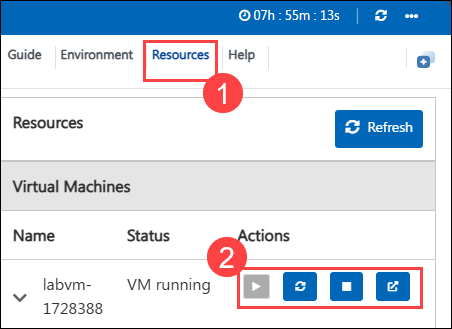 07h : 55m : 13s
Guide Environment Resources Help
1
Resources Refresh
Virtual Machines
2
Name Status Actions
labvm-
1728388 VM running